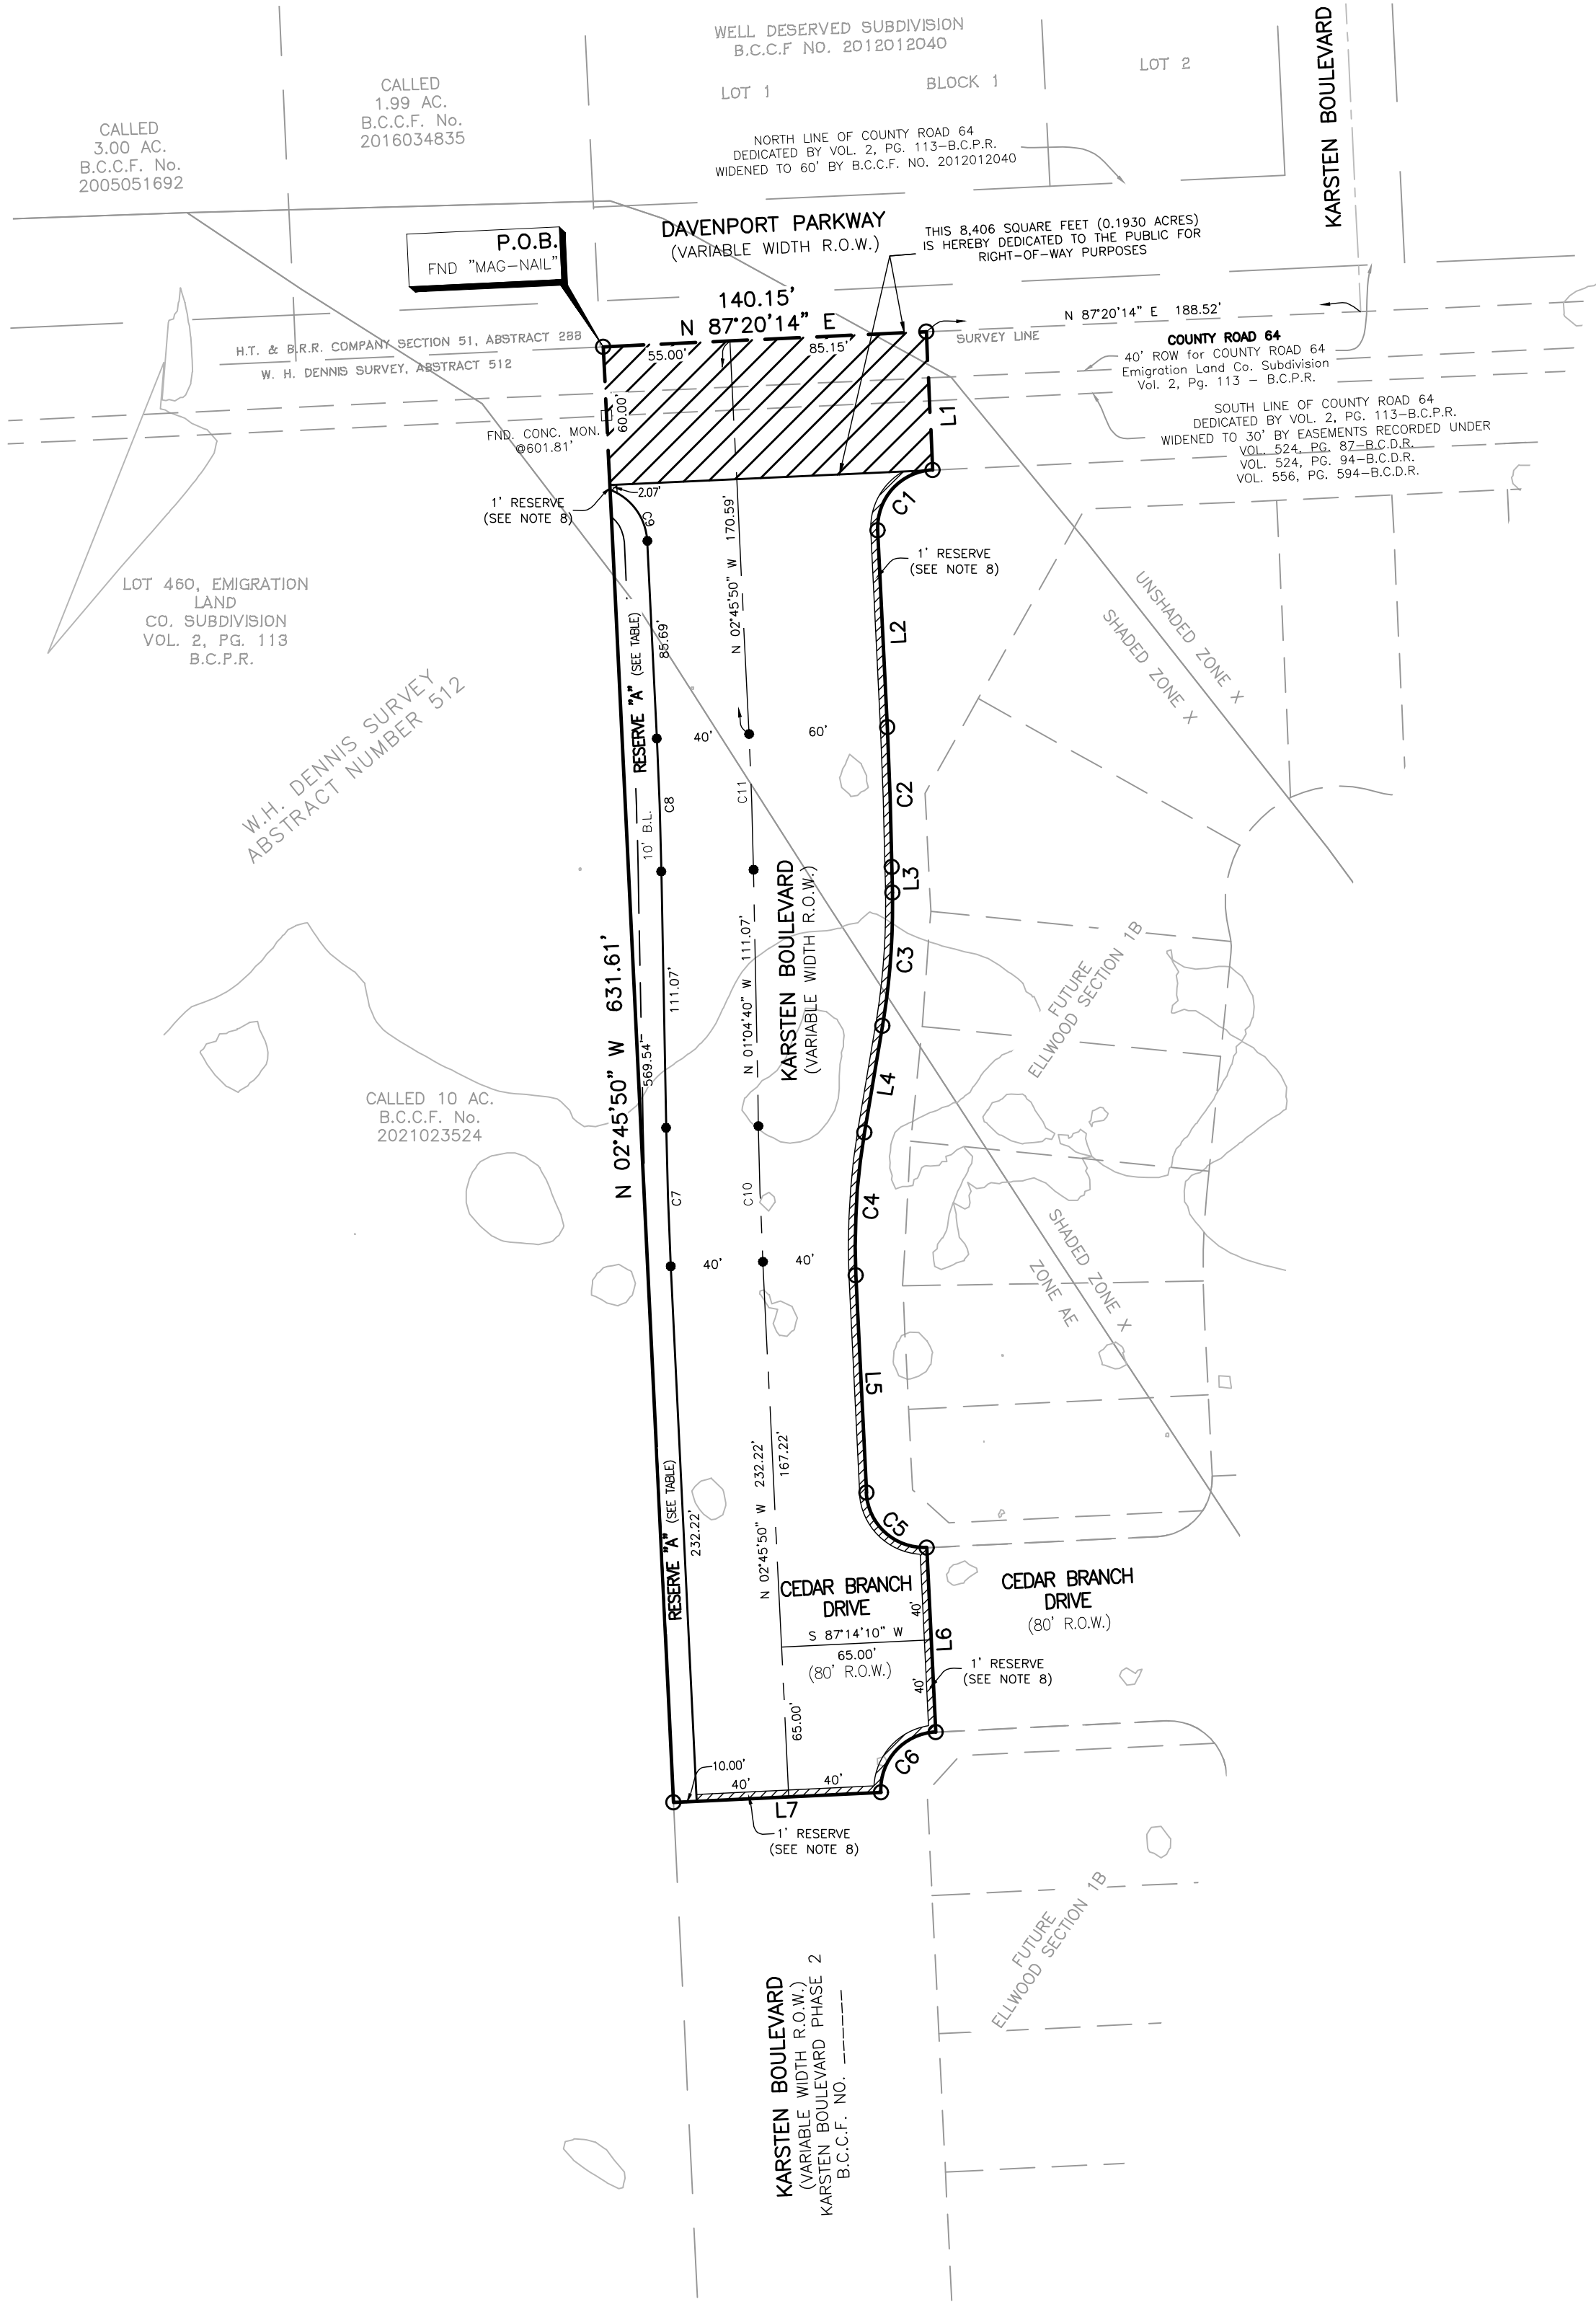 WELL DESERVED SUBDIVISION
B.C.C.F NO. 2012012040
LOT 1
BLOCK 1
LOT 2
KARSTEN BOULEVARD
CALLED
3.00 AC.
B.C.C.F. No.
2005051692
CALLED
1.99 AC.
B.C.C.F. No.
2016034835
NORTH LINE OF COUNTY ROAD 64
DEDICATED BY VOL. 2, PG. 113-B.C.P.R.
WIDENED TO 60' BY B.C.C.F. NO. 2012012040
P.O.B.
FND "MAG-NAIL"
DAVENPORT PARKWAY
(VARIABLE WIDTH R.O.W.)
THIS 8,406 SQUARE FEET (0.1930 ACRES)
IS HEREBY DEDICATED TO THE PUBLIC FOR
RIGHT-OF-WAY PURPOSES
140.15'
N 87°20'14" E
55.00'
85.15'
N 87°20'14" E 188.52'
SURVEY LINE
H.T. & B.R.R. COMPANY SECTION 51, ABSTRACT 288
W. H. DENNIS SURVEY, ABSTRACT 512
COUNTY ROAD 64
40' ROW for COUNTY ROAD 64
Emigration Land Co. Subdivision
Vol. 2, Pg. 113 - B.C.P.R.
SOUTH LINE OF COUNTY ROAD 64
DEDICATED BY VOL. 2, PG. 113-B.C.P.R.
WIDENED TO 30' BY EASEMENTS RECORDED UNDER
VOL. 524, PG. 87-B.C.D.R.
VOL. 524, PG. 94-B.C.D.R.
VOL. 556, PG. 594-B.C.D.R.
60.00'
L1
FND. CONC. MON.
@601.81'
1' RESERVE
(SEE NOTE 8)
2.07'
C9
C1
1' RESERVE
(SEE NOTE 8)
N 02°45'50" W 170.59'
LOT 460, EMIGRATION
LAND
CO. SUBDIVISION
VOL. 2, PG. 113
B.C.P.R.
W.H. DENNIS SURVEY
ABSTRACT NUMBER 512
UNSHADED ZONE X
SHADED ZONE X
RESERVE "A" (SEE TABLE)
85.69'
L2
40'
60'
C8
C11
C2
10' B.L.
L3
KARSTEN BOULEVARD
(VARIABLE WIDTH R.O.W.)
N 02°45'50" W 631.61'
569.54'
111.07'
N 01°04'40" W 111.07'
C3
FUTURE
ELLWOOD SECTION 1B
L4
CALLED 10 AC.
B.C.C.F. No.
2021023524
C7
C10
C4
40'
40'
SHADED ZONE X
ZONE AE
L5
RESERVE "A" (SEE TABLE)
232.22'
N 02°45'50" W 232.22'
167.22'
C5
CEDAR BRANCH
DRIVE
40'
S 87°14'10" W
65.00'
(80' R.O.W.)
40'
L6
CEDAR BRANCH
DRIVE
(80' R.O.W.)
1' RESERVE
(SEE NOTE 8)
65.00'
C6
10.00'
40'
40'
L7
1' RESERVE
(SEE NOTE 8)
FUTURE
ELLWOOD SECTION 1B
KARSTEN BOULEVARD
(VARIABLE WIDTH R.O.W.)
KARSTEN BOULEVARD PHASE 2
B.C.C.F. NO. ______